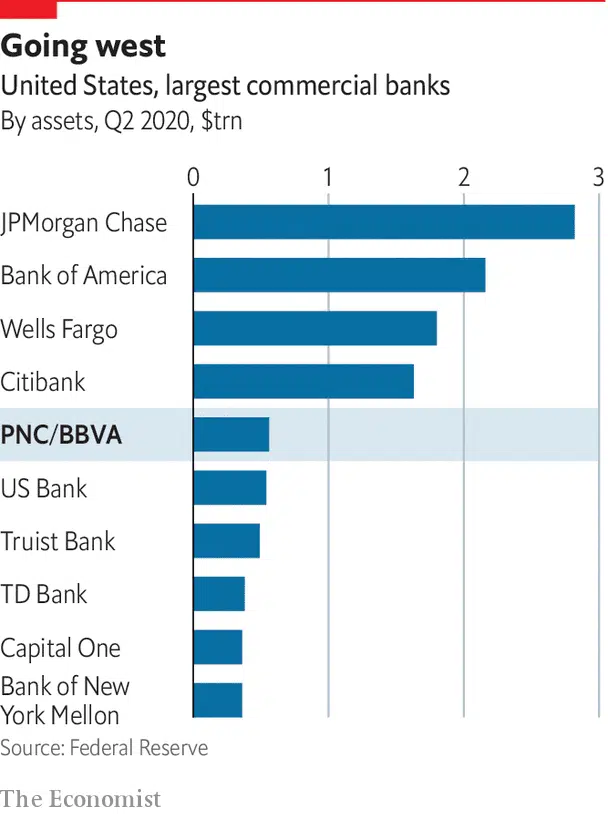 Going west
United States, largest commercial banks
By assets, Q2 2020, $trn
0 1 2 3
JPMorgan Chase
Bank of America
Wells Fargo
Citibank
PNC/BBVA
US Bank
Truist Bank
TD Bank
Capital One
Bank of New
York Mellon
Source: Federal Reserve
The Economist